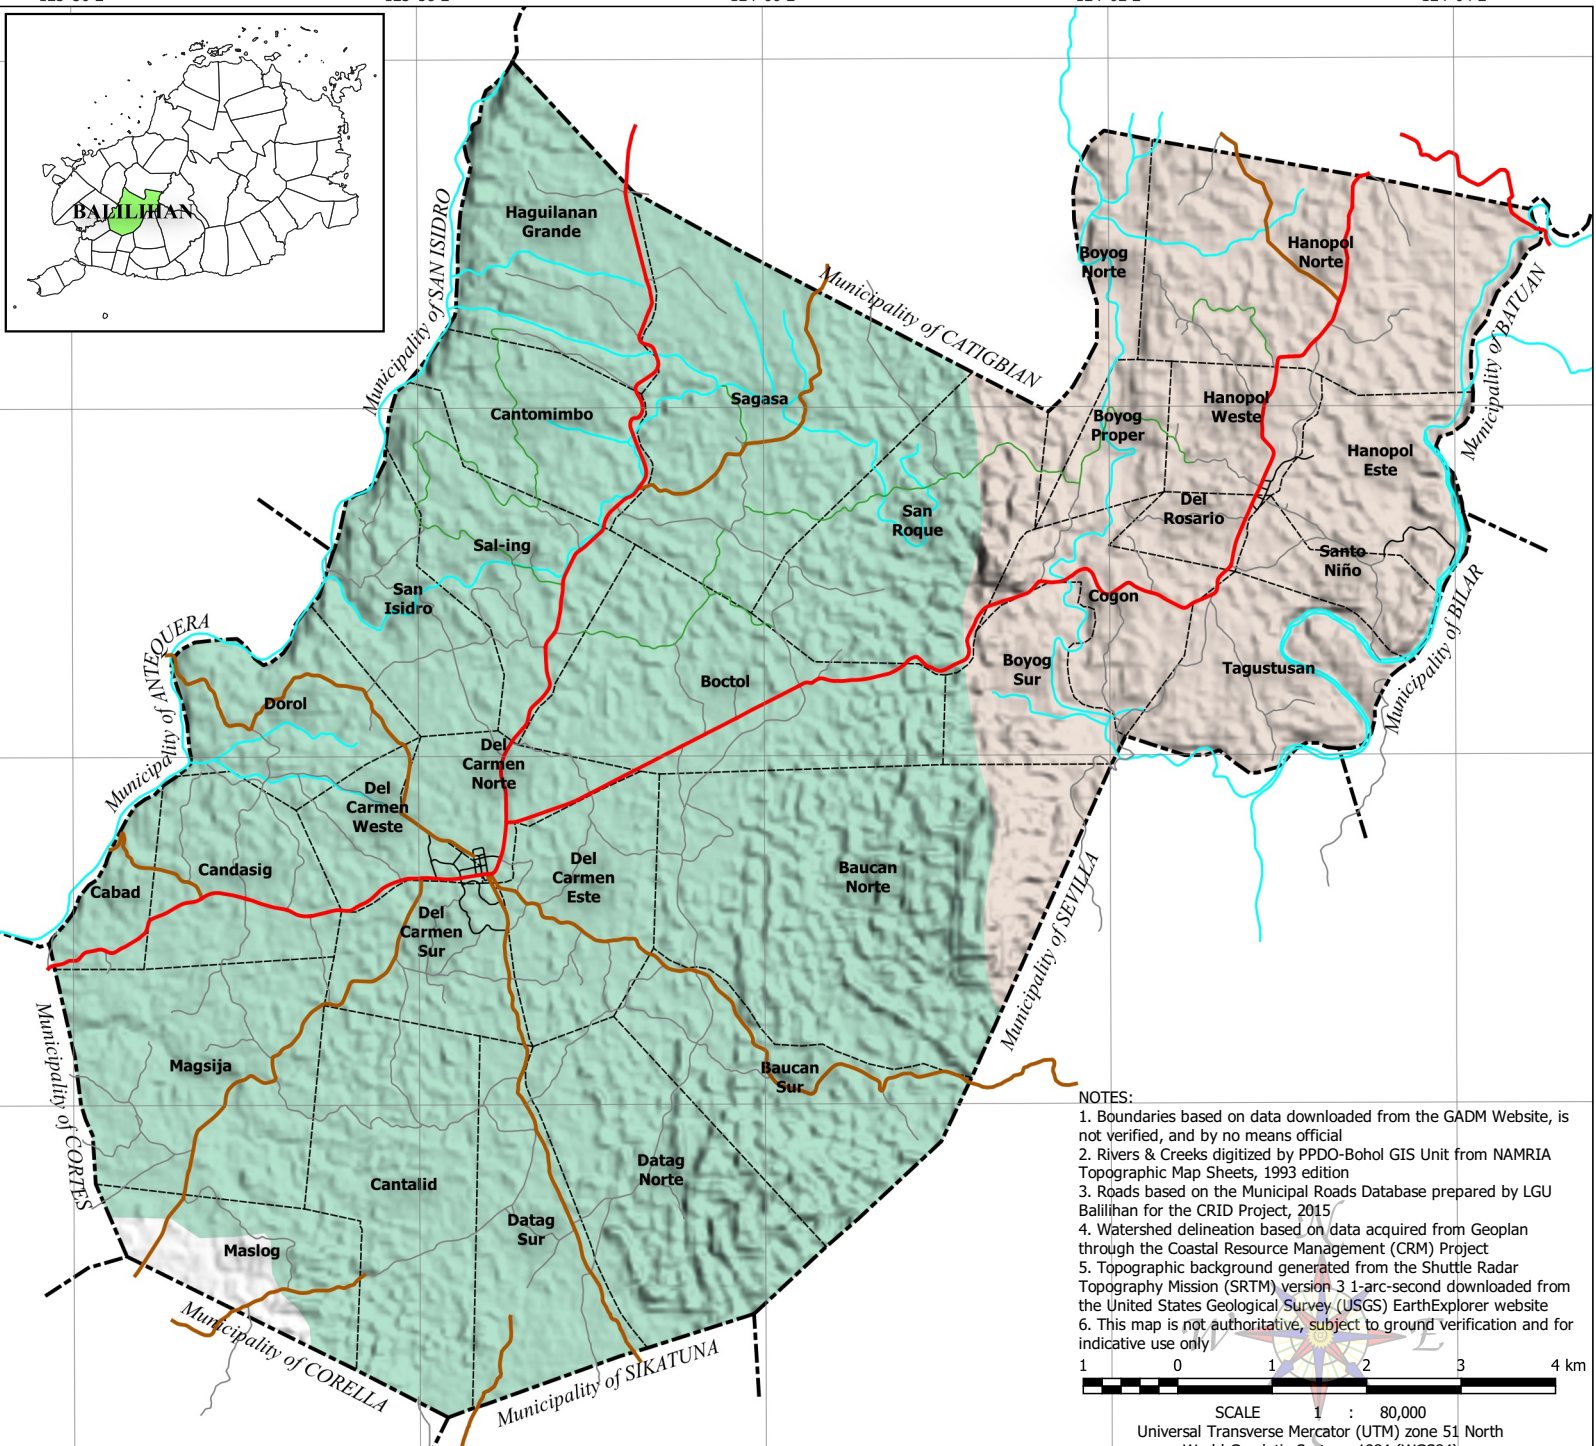 BALILIHAN
Municipality of SAN ISIDRO
Haguilanan
Grande
Municipality of CATIGBIAN
Boyog
Norte
Hanopol
Norte
Municipality of BATUAN
Cantomimbo
Sagasa
Boyog
Proper
Hanopol
Weste
Hanopol
Este
San
Roque
Del
Rosario
Sal-ing
San
Isidro
Santo
Niño
Cogon
Municipality of ANTEQUERA
Municipality of BILAR
Dorol
Boctol
Boyog
Sur
Tagustusan
Del
Carmen
Norte
Del
Carmen
Weste
Candasig
Cabad
Del
Carmen
Este
Baucan
Norte
Del
Carmen
Sur
Municipality of SEVILLA
Magsija
Baucan
Sur
Municipality of CORTES
Cantalid
Datag
Norte
Datag
Sur
Maslog
Municipality of CORELLA
Municipality of SIKATUNA
NOTES:
1. Boundaries based on data downloaded from the GADM Website, is
not verified, and by no means official
2. Rivers & Creeks digitized by PPDO-Bohol GIS Unit from NAMRIA
Topographic Map Sheets, 1993 edition
3. Roads based on the Municipal Roads Database prepared by LGU
Balilihan for the CRID Project, 2015
4. Watershed delineation based on data acquired from Geoplan
through the Coastal Resource Management (CRM) Project
5. Topographic background generated from the Shuttle Radar
Topography Mission (SRTM) version 3 1-arc-second downloaded from
the United States Geological Survey (USGS) EarthExplorer website
6. This map is not authoritative, subject to ground verification and for
indicative use only
N
W E
1 0 1 2 3 4 km
SCALE 1 : 80,000
Universal Transverse Mercator (UTM) zone 51 North